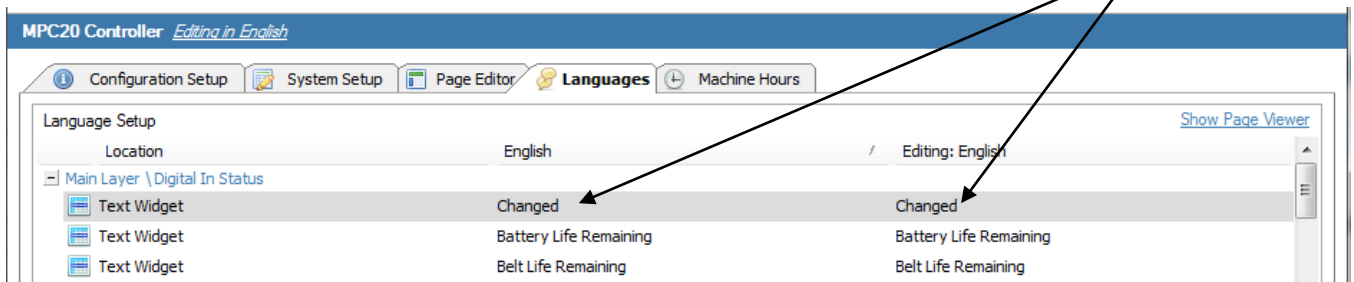 MPC20 Controller Editing in English
Configuration Setup System Setup Page Editor Languages Machine Hours
Language Setup Show Page Viewer
Location English / Editing: English
Main Layer \ Digital In Status
Text Widget Changed Changed
Text Widget Battery Life Remaining Battery Life Remaining
Text Widget Belt Life Remaining Belt Life Remaining